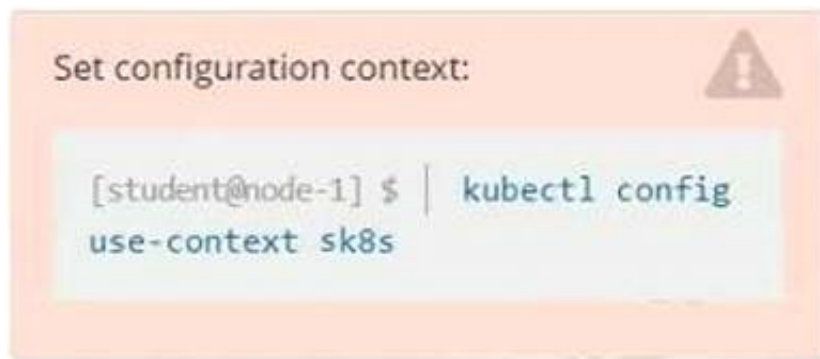 Set configuration context:
[student@node-1] $ | kubectl config
use-context sk8s